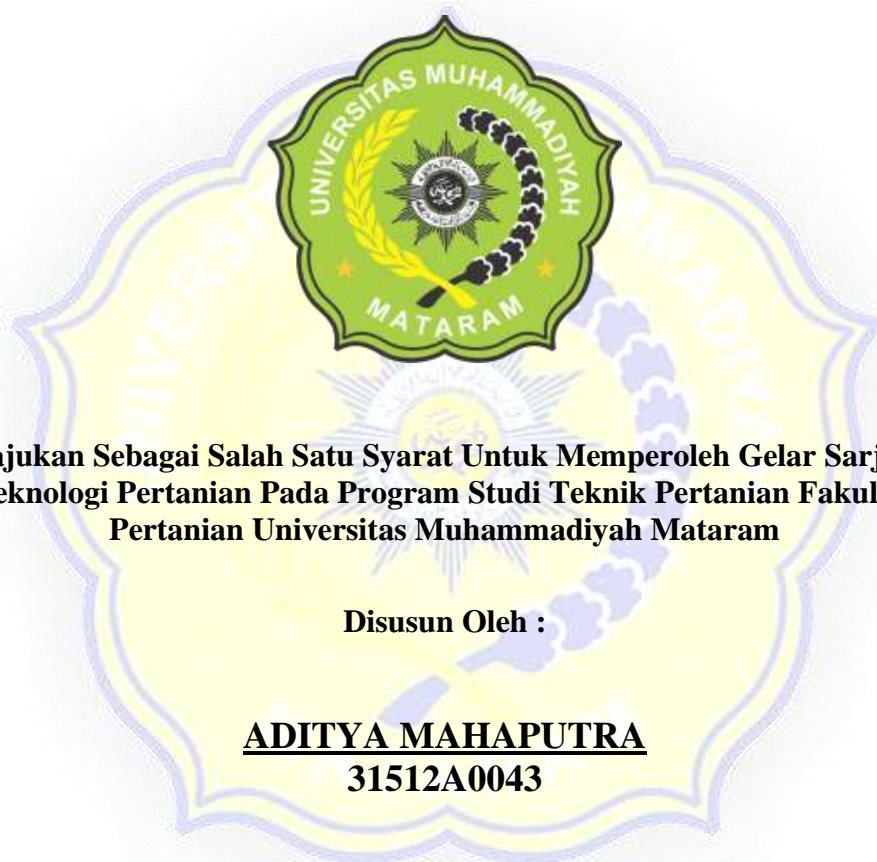 UNIVERSITAS MUHAMMADIYAH
MATARAM
ajukan Sebagai Salah Satu Syarat Untuk Memperoleh Gelar Sarj
eknologi Pertanian Pada Program Studi Teknik Pertanian Fakul
Pertanian Universitas Muhammadiyah Mataram
Disusun Oleh :
ADITYA MAHAPUTRA
31512A0043